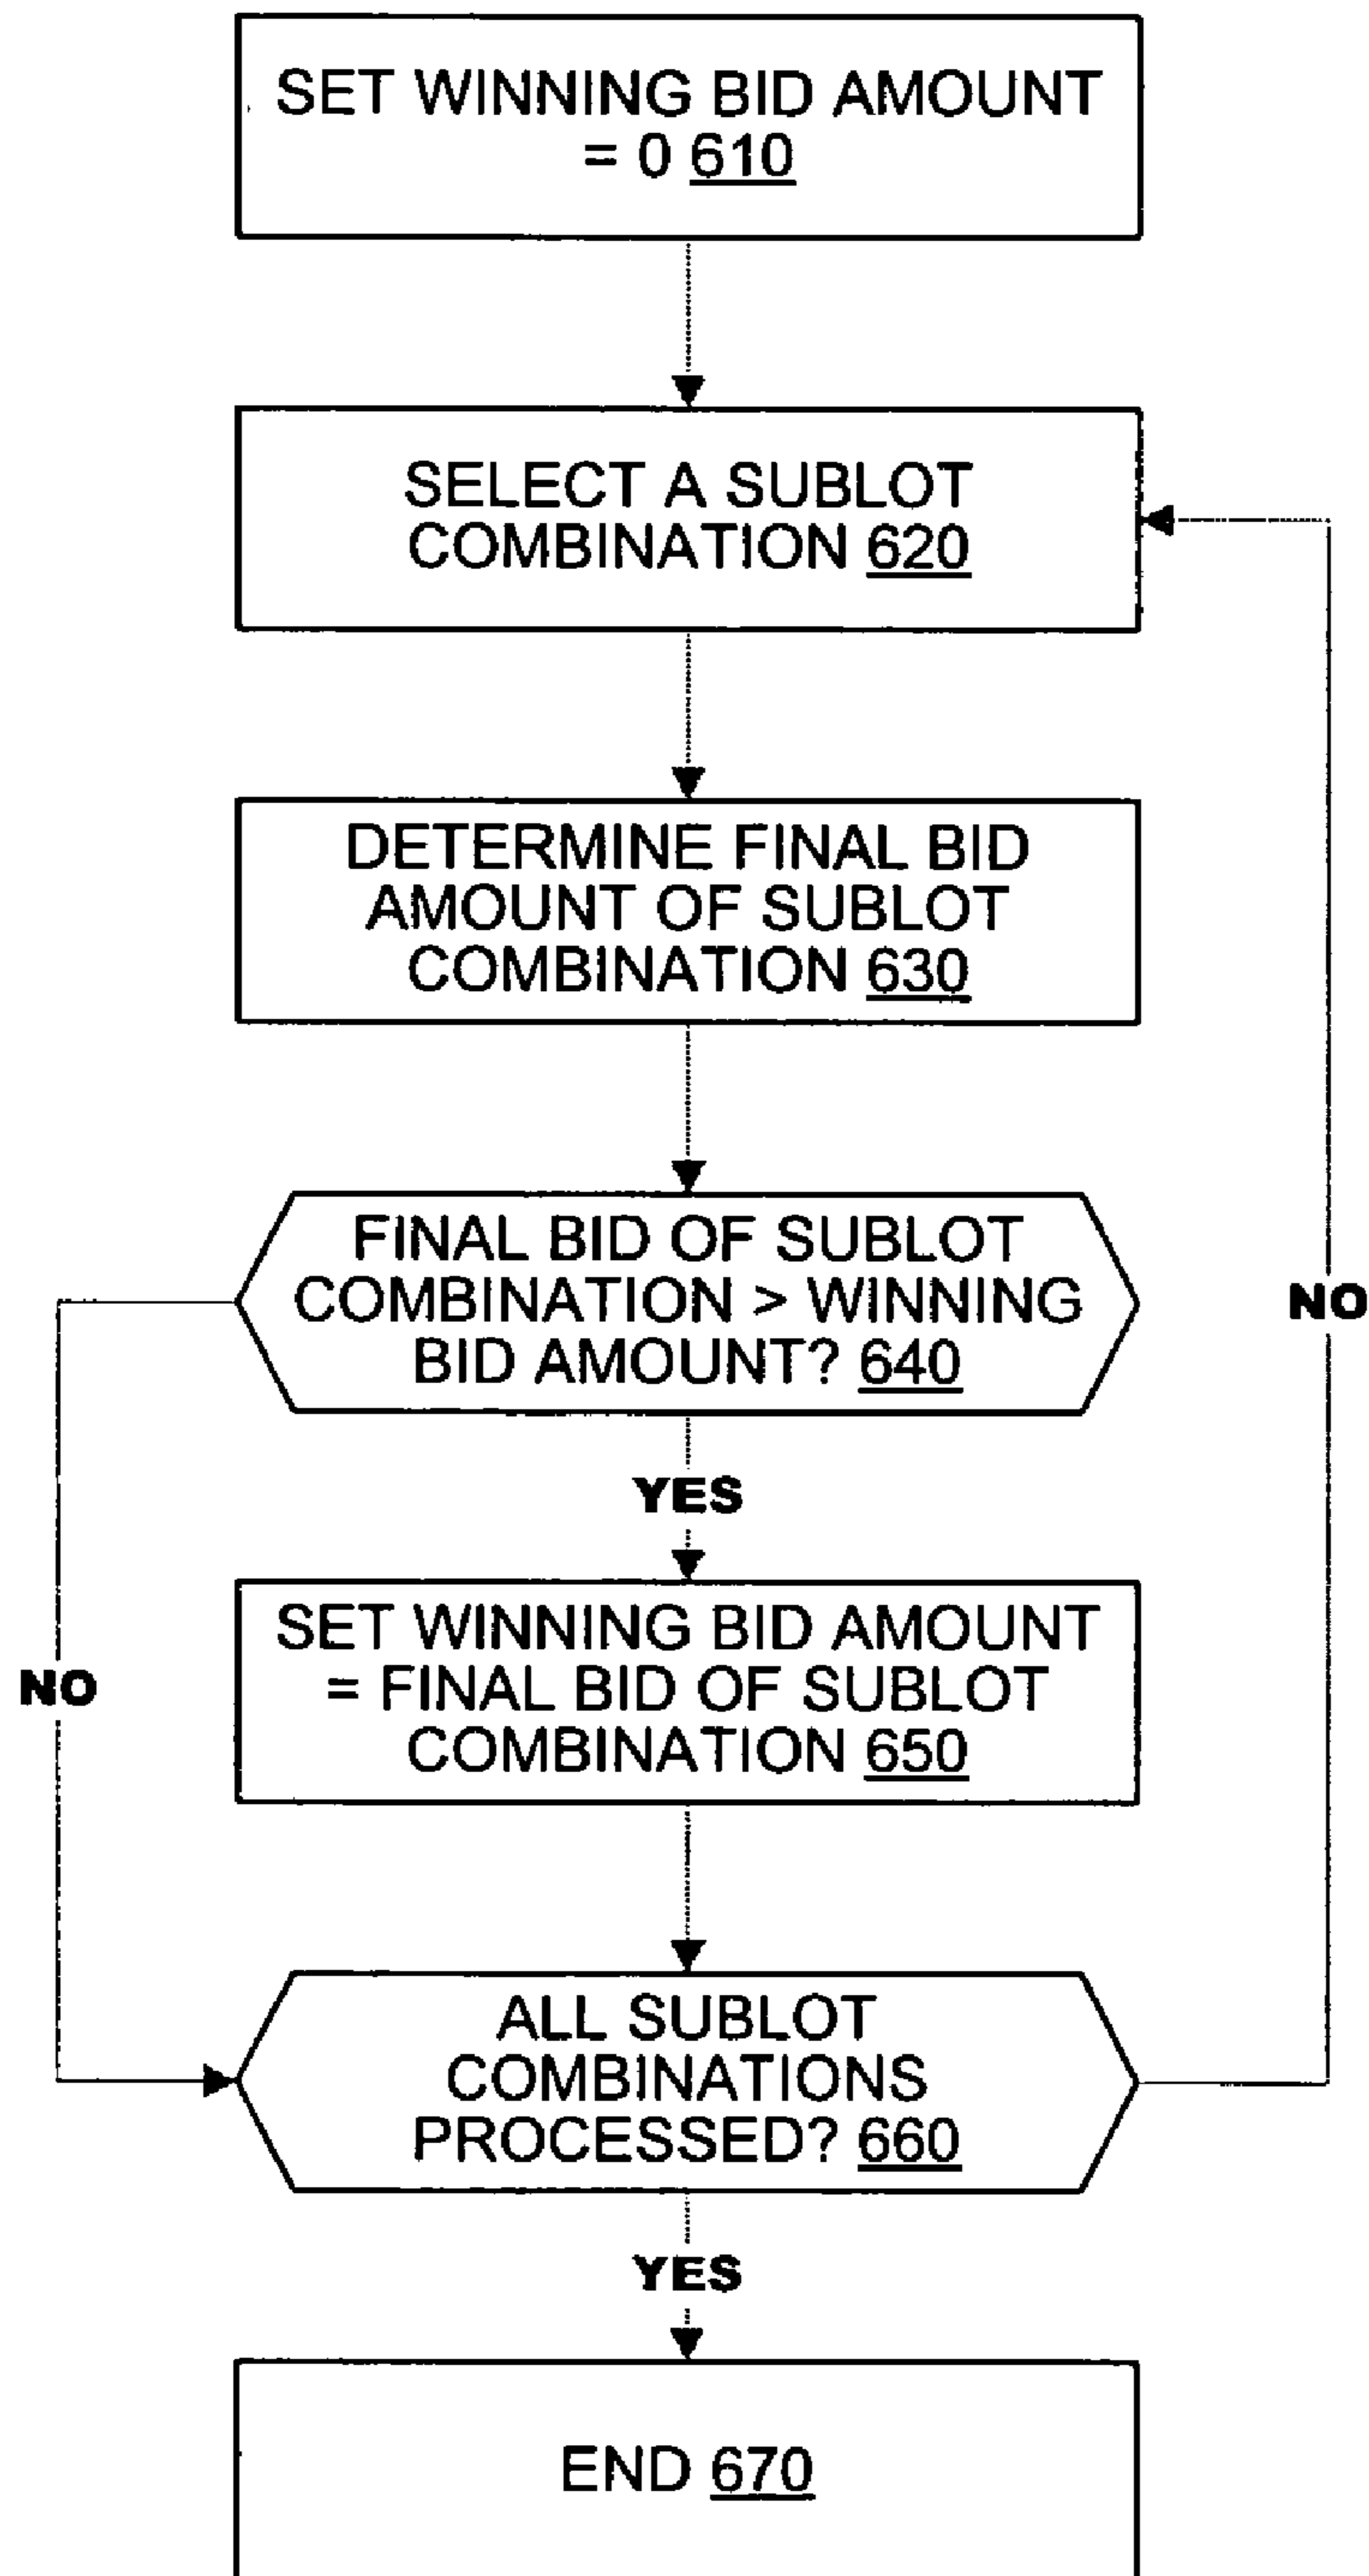 SET WINNING BID AMOUNT
= 0 610
SELECT A SUBLOT
COMBINATION 620
DETERMINE FINAL BID
AMOUNT OF SUBLOT
COMBINATION 630
FINAL BID OF SUBLOT
COMBINATION > WINNING
BID AMOUNT? 640
NO
YES
SET WINNING BID AMOUNT
= FINAL BID OF SUBLOT
COMBINATION 650
NO
ALL SUBLOT
COMBINATIONS
PROCESSED? 660
YES
END 670